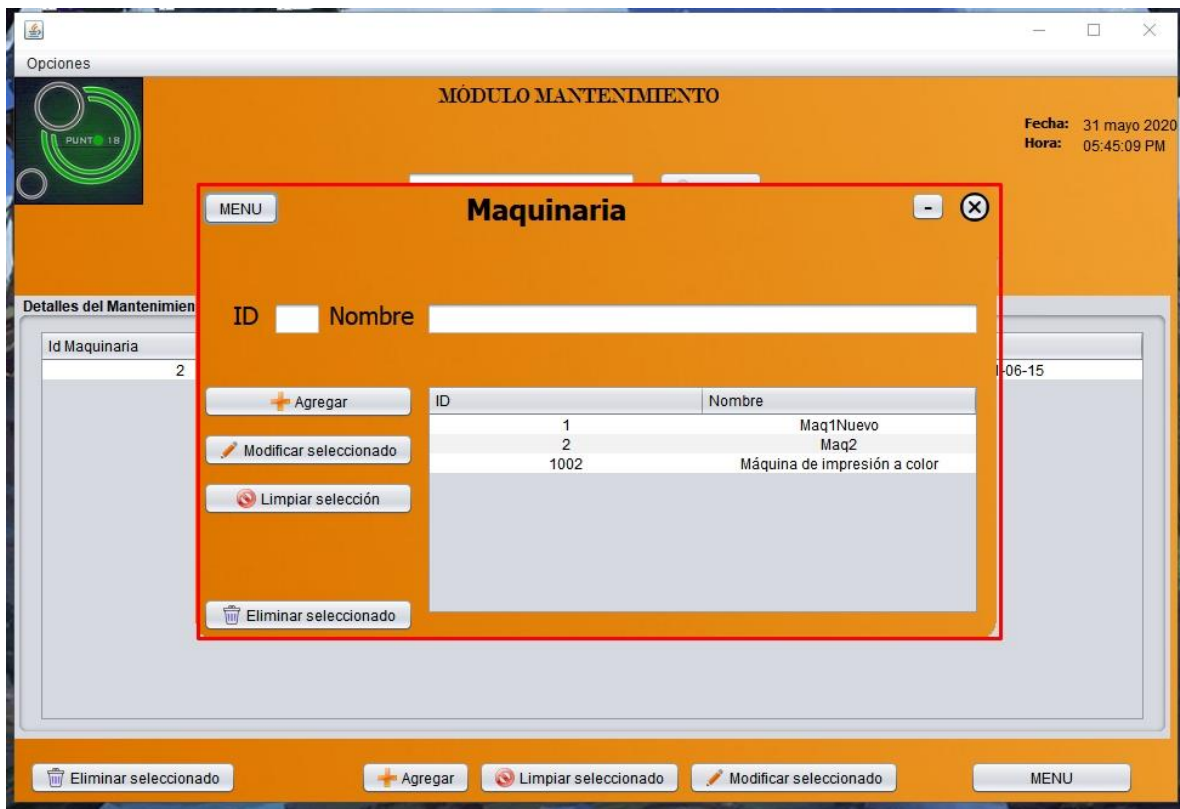 Opciones
MÓDULO MANTENIMIENTO
PUNTO 18
Fecha: 31 mayo 2020
Hora: 05:45:09 PM
MENU
Maquinaria
-
ID
Nombre
Detalles del Mantenimien
Id Maquinaria
2
-06-15
Agregar
Modificar seleccionado
Limpiar selección
Eliminar seleccionado
ID Nombre
1 Maq1Nuevo
2 Maq2
1002 Máquina de impresión a color
Eliminar seleccionado
Agregar
Limpiar seleccionado
Modificar seleccionado
MENU